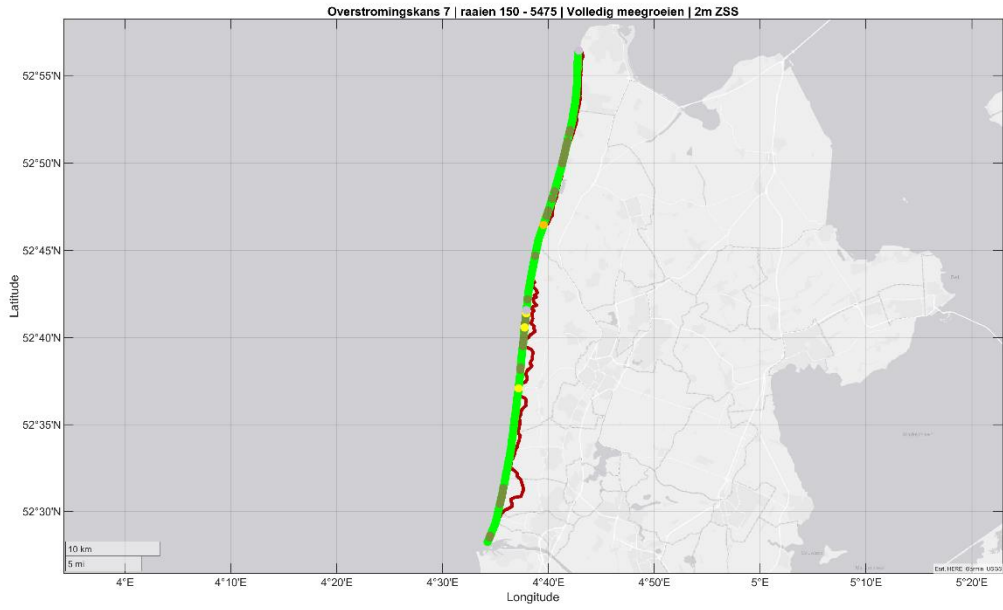 Overstromingskans 7 | raaien 150 - 5475 | Volledig meegroeien | 2m ZSS
52°55'N
52°50'N
52°45'N
52°40'N
52°35'N
52°30'N
Latitude
10 km
5 mi
4°E
4°10'E
4°20'E
4°30'E
4°40'E
4°50'E
5°E
5°10'E
5°20'E
Longitude